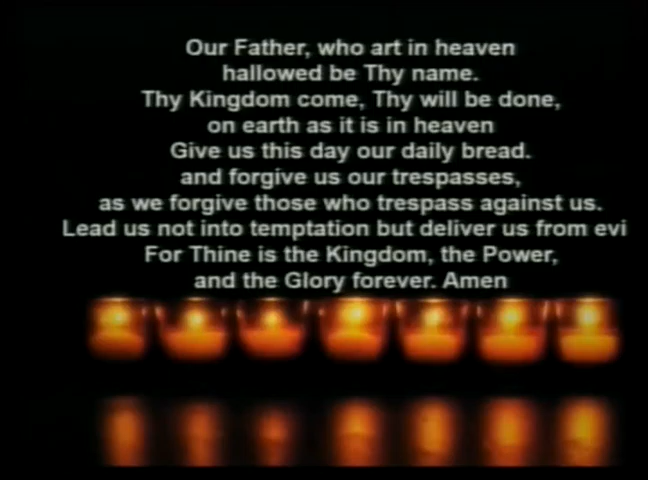 Our Father, who art in heaven
hallowed be Thy name.
Thy Kingdom come, Thy will be done,
on earth as it is in heaven
Give us this day our daily bread.
and forgive us our trespasses,
as we forgive those who trespass against us.
Lead us not into temptation but deliver us from evi
For Thine is the Kingdom, the Power,
and the Glory forever. Amen